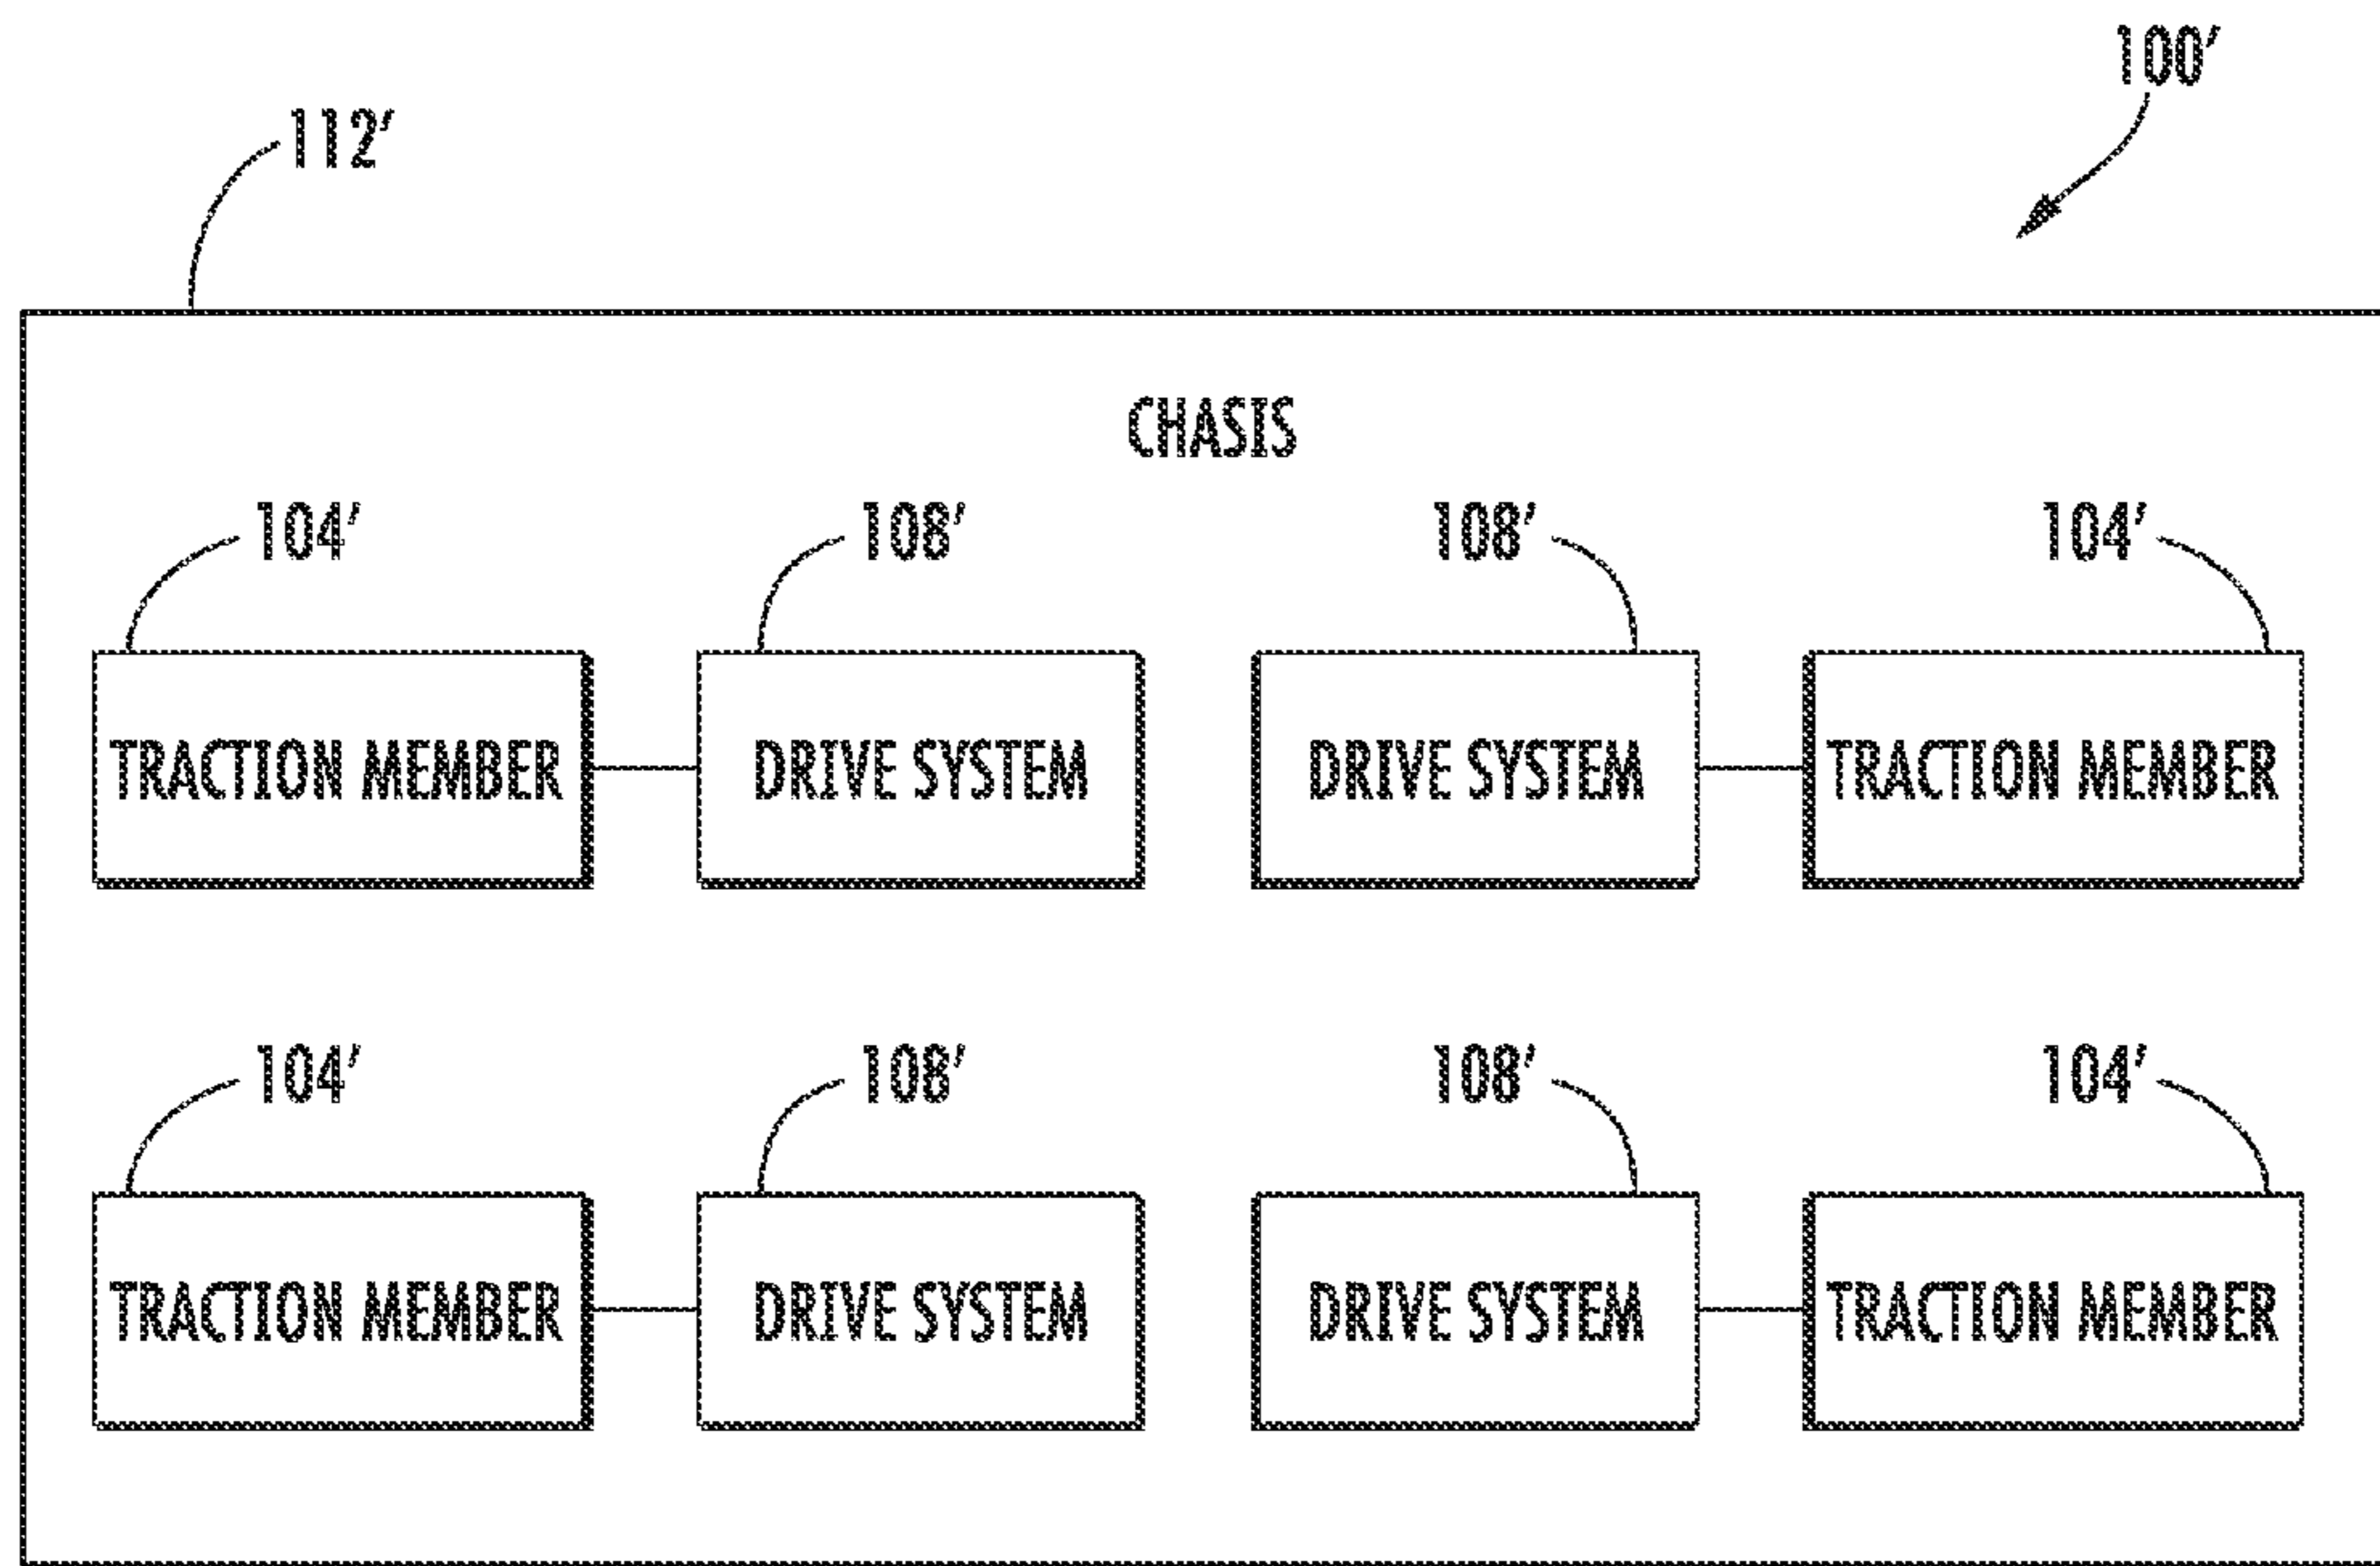 100'
112'
CHASIS
104' 108' 108' 104'
TRACTION MEMBER DRIVE SYSTEM DRIVE SYSTEM TRACTION MEMBER
104' 108' 108' 104'
TRACTION MEMBER DRIVE SYSTEM DRIVE SYSTEM TRACTION MEMBER